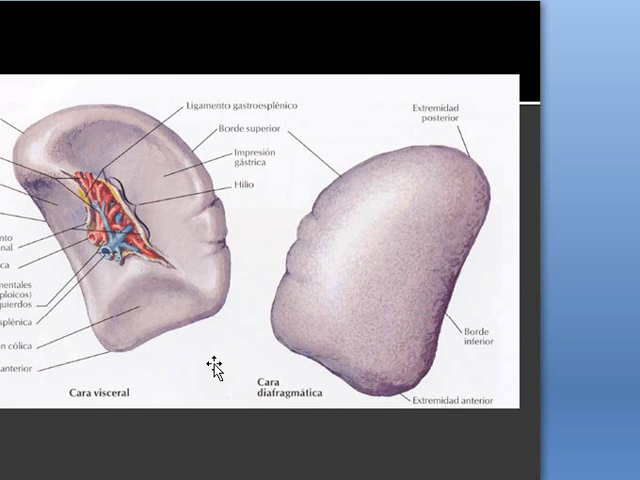 Ligamento gastroesplénico
Borde superior
Impresión
gástrica
Hilio
nto
nal
ca
mentales
ploicos)
quierdos
splénica
n cólica
anterior
Cara visceral
Extremidad
posterior
Borde
inferior
Cara
diafragmática
Extremidad anterior